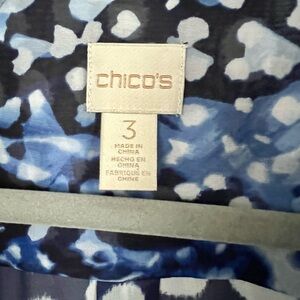 chico's
3
MADE IN
CHINA
HECHO EN
CHINA
FABRIQUÉ EN
CHINE